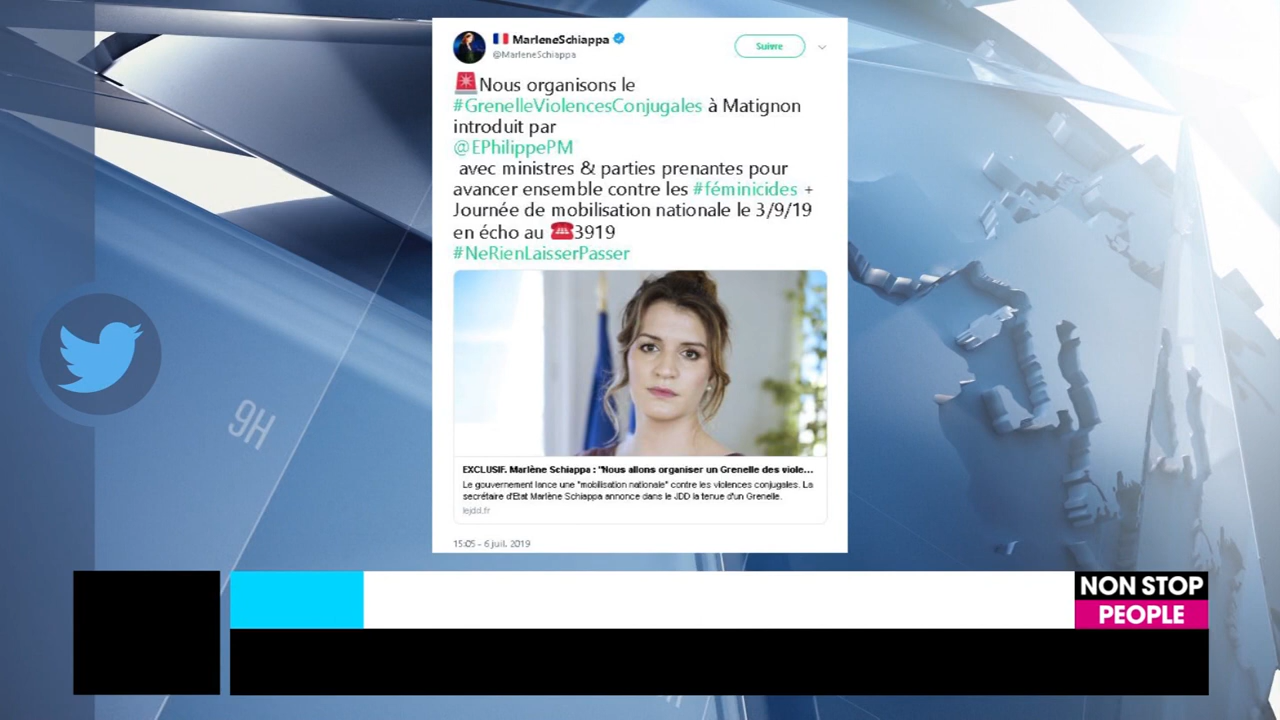 MarleneSchiappa
@MarleneSchiappa
Suivre
🚨Nous organisons le
#GrenelleViolencesConjugales à Matignon
introduit par
@EPhilippePM
avec ministres & parties prenantes pour
avancer ensemble contre les #féminicides +
Journée de mobilisation nationale le 3/9/19
en écho au ☎️3919
#NeRienLaisserPasser
EXCLUSIF. Marlène Schiappa : "Nous allons organiser un Grenelle des viole...
Le gouvernement lance une "mobilisation nationale" contre les violences conjugales. La
secrétaire d'Etat Marlène Schiappa annonce dans le JDD la tenue d'un Grenelle.
lejdd.fr
15:05 - 6 juil. 2019
9H
NON STOP
PEOPLE